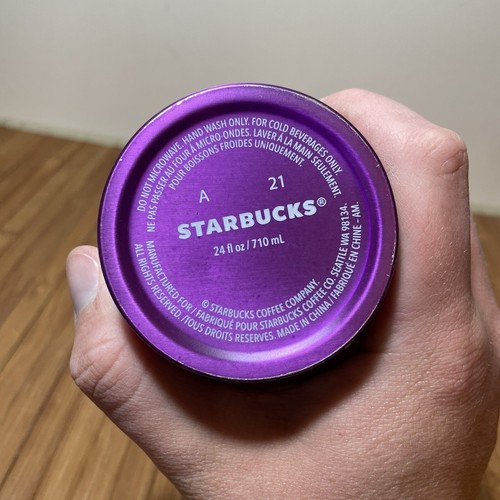 DO NOT MICROWAVE. HAND WASH ONLY. FOR COLD BEVERAGES ONLY.
NE PAS PASSER AU FOUR À MICRO-ONDES. LAVER À LA MAIN SEULEMENT
POUR BOISSONS FROIDES UNIQUEMENT.
A 21
STARBUCKS®
24 fl oz / 710 mL
© STARBUCKS COFFEE COMPANY.
MANUFACTURED FOR / FABRIQUÉ POUR STARBUCKS COFFEE CO. SEATTLE WA 98134.
ALL RIGHTS RESERVED. /TOUS DROITS RESERVES. MADE IN CHINA / FABRIQUÉ EN CHINE - AM.